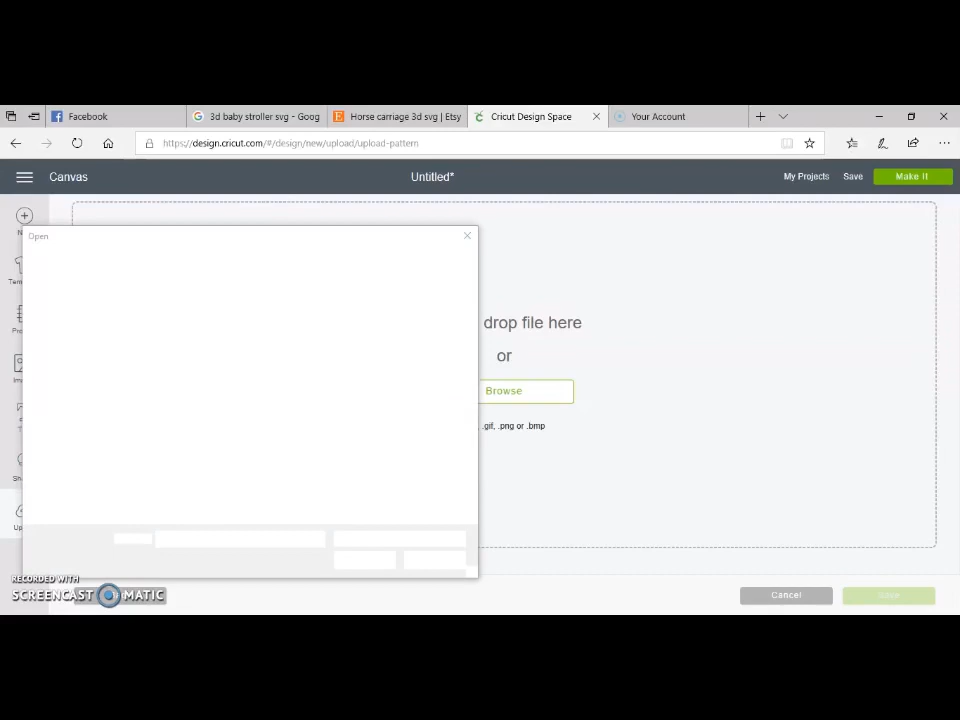 Facebook
3d baby stroller svg - Goog
Horse carriage 3d svg | Etsy
Cricut Design Space
Your Account
https://design.cricut.com/#/design/new/upload/upload-pattern
Canvas
Untitled*
My Projects
Save
Make It
Open
drop file here
or
Browse
.gif, .png or .bmp
RECORDED WITH
SCREENCAST MATIC
Cancel
Save